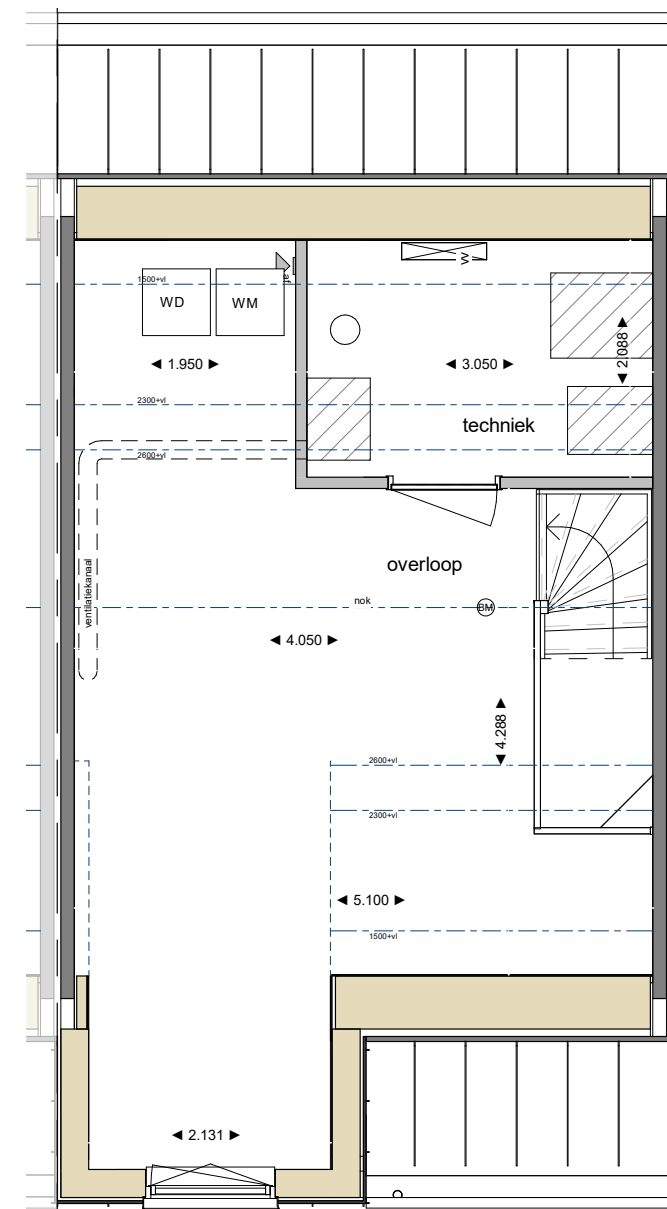 1500+vl
af
WD
WM
W
◄ 1.950 ►
◄ 3.050 ►
◄ 2.088 ►
2300+vl
techniek
2600+vl
overloop
ventilatiekanaal
nok
BM
◄ 4.050 ►
◄ 4.288 ►
2600+vl
2300+vl
◄ 5.100 ►
1500+vl
◄ 2.131 ►